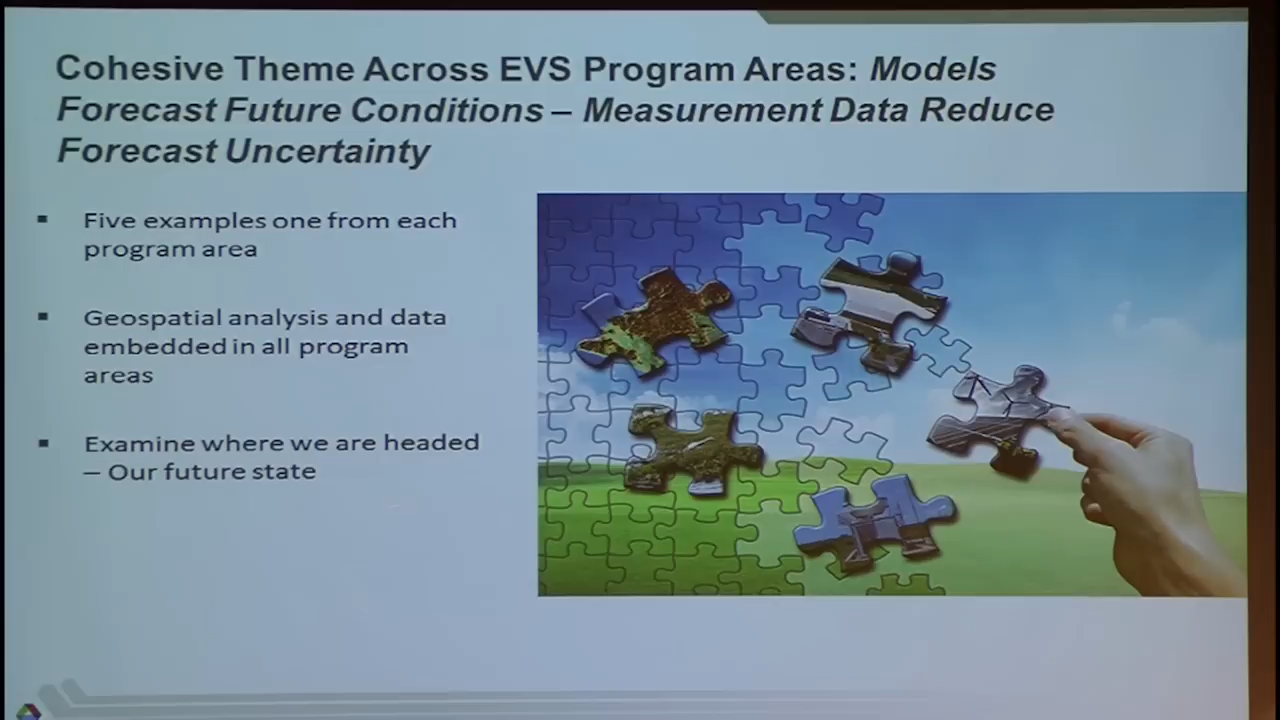 Cohesive Theme Across EVS Program Areas: Models
Forecast Future Conditions – Measurement Data Reduce
Forecast Uncertainty
▪ Five examples one from each
program area
▪ Geospatial analysis and data
embedded in all program
areas
▪ Examine where we are headed
– Our future state